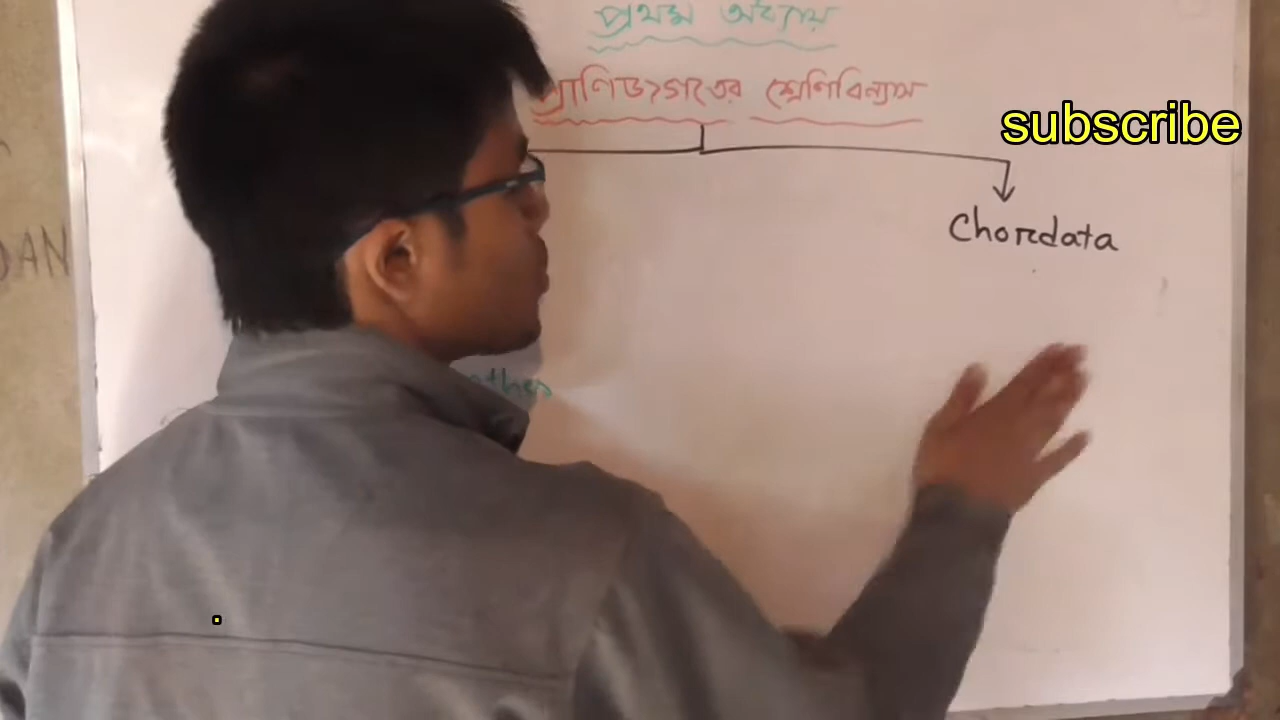 প্রথম অধ্যায়
প্রাণিজগতের শ্রেণিবিন্যাস
subscribe
Chordata